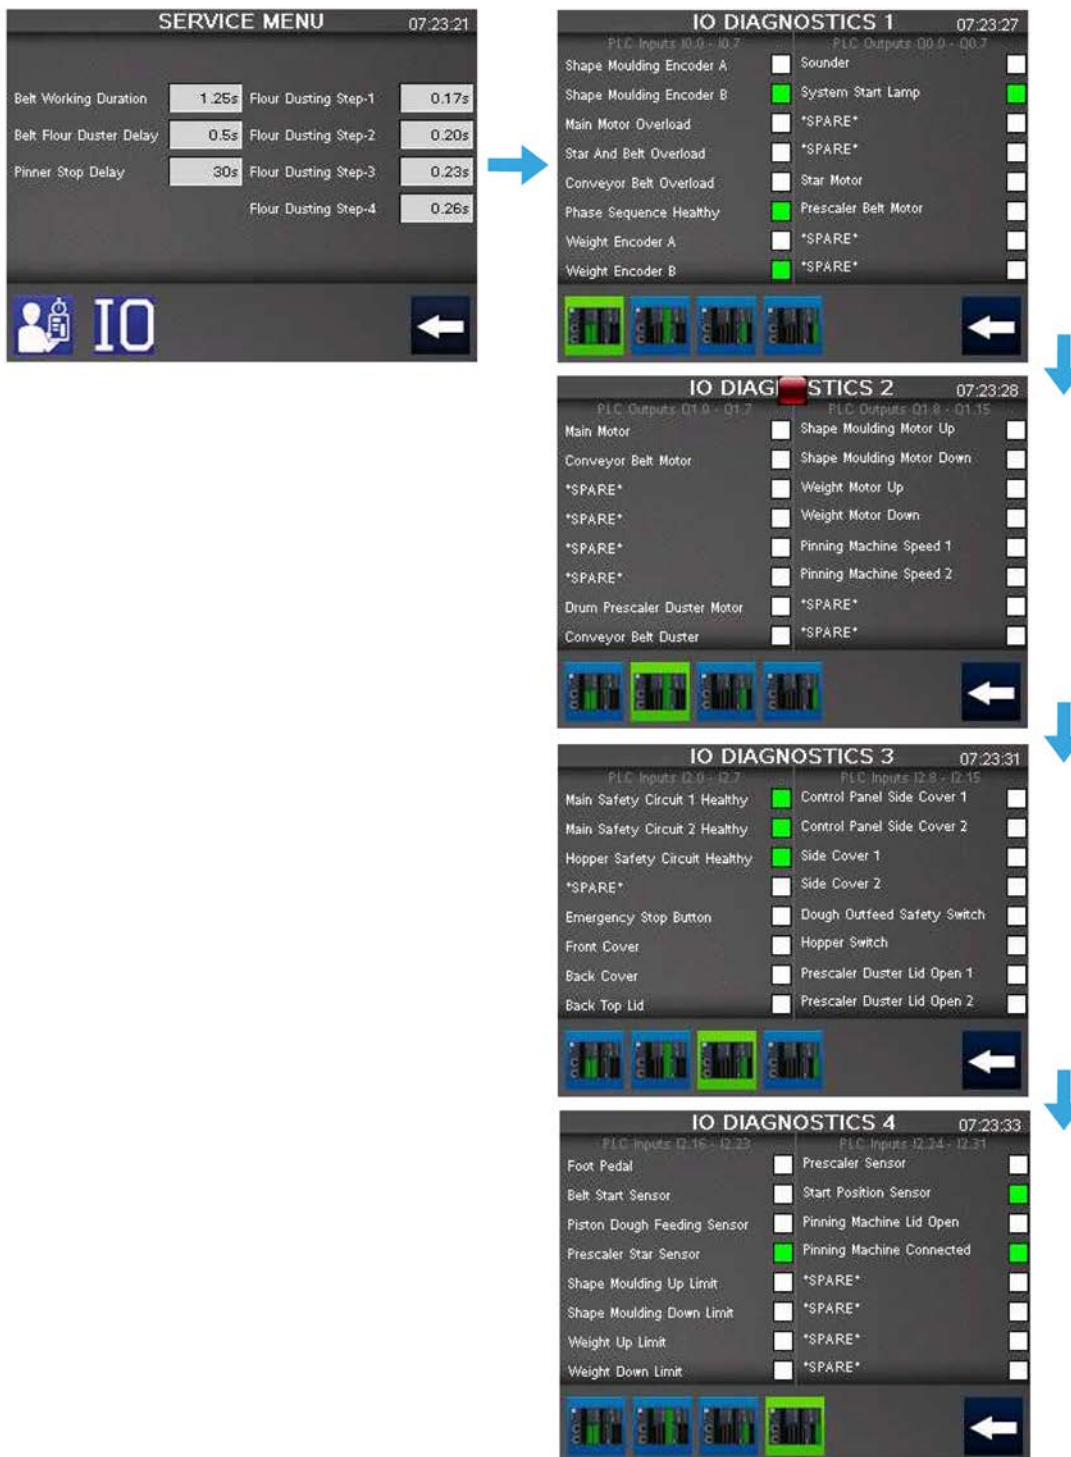 SERVICE MENU 07:23:21
Belt Working Duration 1.25s Flour Dusting Step-1 0.17s
Belt Flour Duster Delay 0.5s Flour Dusting Step-2 0.20s
Pinner Stop Delay 30s Flour Dusting Step-3 0.23s
Flour Dusting Step-4 0.26s
IO
IO DIAGNOSTICS 1 07:23:27
PLC Inputs I0.0 - I0.7 PLC Outputs Q0.0 - Q0.7
Shape Moulding Encoder A Sounder
Shape Moulding Encoder B System Start Lamp
Main Motor Overload *SPARE*
Star And Belt Overload *SPARE*
Conveyor Belt Overload Star Motor
Phase Sequence Healthy Prescaler Belt Motor
Weight Encoder A *SPARE*
Weight Encoder B *SPARE*
IO DIAG STICS 2 07:23:28
PLC Outputs Q1.0 - Q1.7 PLC Outputs Q1.8 - Q1.15
Main Motor Shape Moulding Motor Up
Conveyor Belt Motor Shape Moulding Motor Down
*SPARE* Weight Motor Up
*SPARE* Weight Motor Down
*SPARE* Pinning Machine Speed 1
*SPARE* Pinning Machine Speed 2
Drum Prescaler Duster Motor *SPARE*
Conveyor Belt Duster *SPARE*
IO DIAGNOSTICS 3 07:23:31
PLC Inputs I2.0 - I2.7 PLC Inputs I2.8 - I2.15
Main Safety Circuit 1 Healthy Control Panel Side Cover 1
Main Safety Circuit 2 Healthy Control Panel Side Cover 2
Hopper Safety Circuit Healthy Side Cover 1
*SPARE* Side Cover 2
Emergency Stop Button Dough Outfeed Safety Switch
Front Cover Hopper Switch
Back Cover Prescaler Duster Lid Open 1
Back Top Lid Prescaler Duster Lid Open 2
IO DIAGNOSTICS 4 07:23:33
PLC Inputs I2.16 - I2.23 PLC Inputs I2.24 - I2.31
Foot Pedal Prescaler Sensor
Belt Start Sensor Start Position Sensor
Piston Dough Feeding Sensor Pinning Machine Lid Open
Prescaler Star Sensor Pinning Machine Connected
Shape Moulding Up Limit *SPARE*
Shape Moulding Down Limit *SPARE*
Weight Up Limit *SPARE*
Weight Down Limit *SPARE*